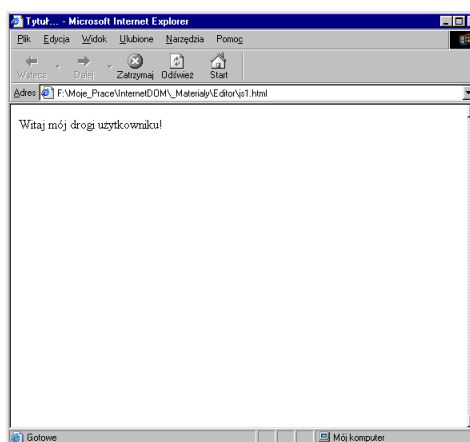 Tytuł... - Microsoft Internet Explorer
Plik Edycja Widok Ulubione Narzędzia Pomoc
Wstecz Dalej Zatrzymaj Odśwież Start
Adres F:\Moje_Prace\InternetDOM\_Materialy\Editor\js1.html
Witaj mój drogi użytkowniku!
Gotowe Mój komputer